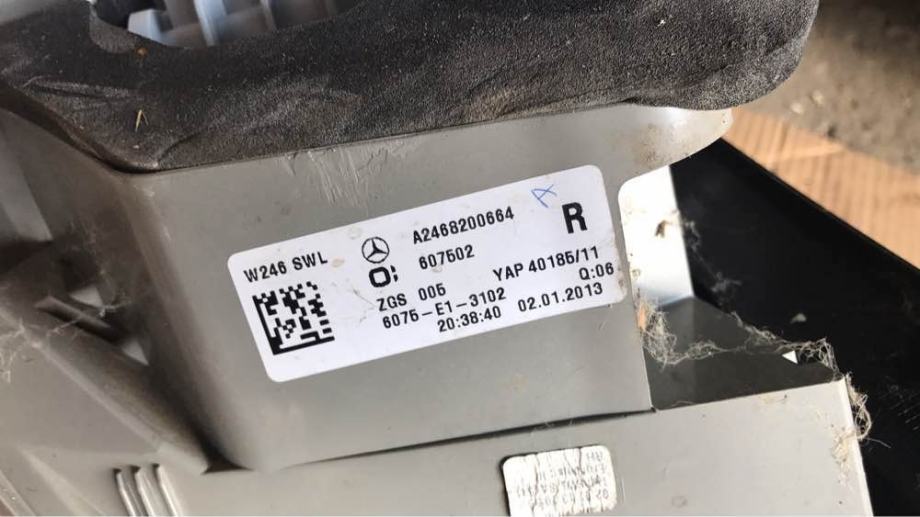 W246 SWL
A2468200664
A
R
607502
ZGS 005
YAP 40185/11
6075-E1-3102
Q:06
20:38:40 02.01.2013